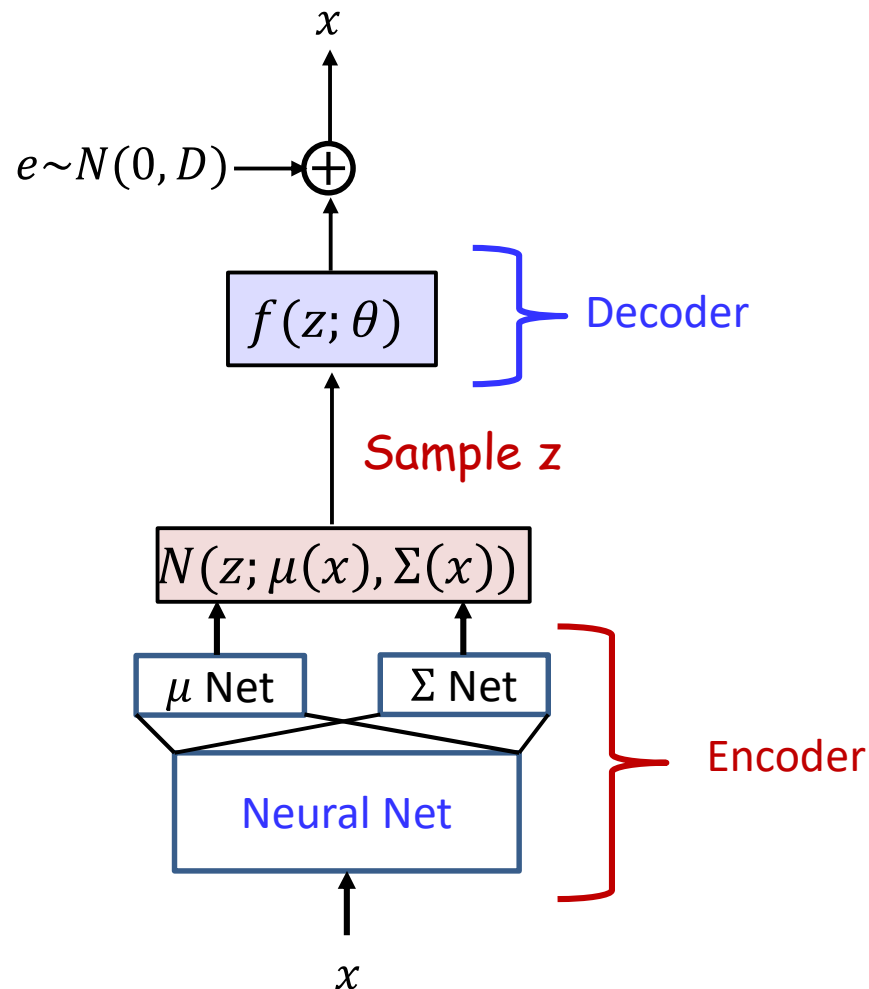 x
e~N(0, D)
+
f(z; θ)
Decoder
Sample z
N(z; μ(x), Σ(x))
μ Net
Σ Net
Encoder
Neural Net
x